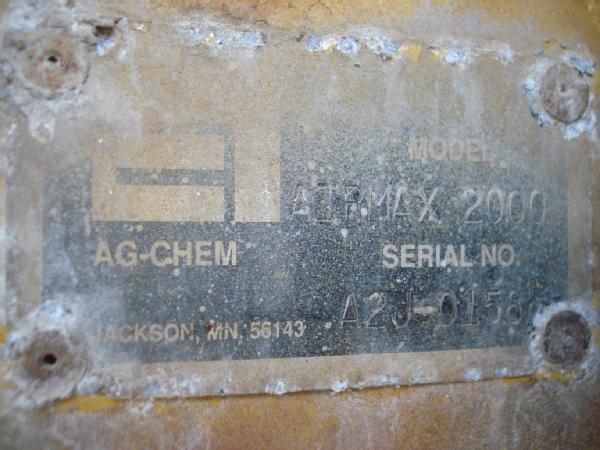 MODEL
AIRMAX 2000
AG-CHEM
SERIAL NO.
A2J-0158
JACKSON, MN. 56143